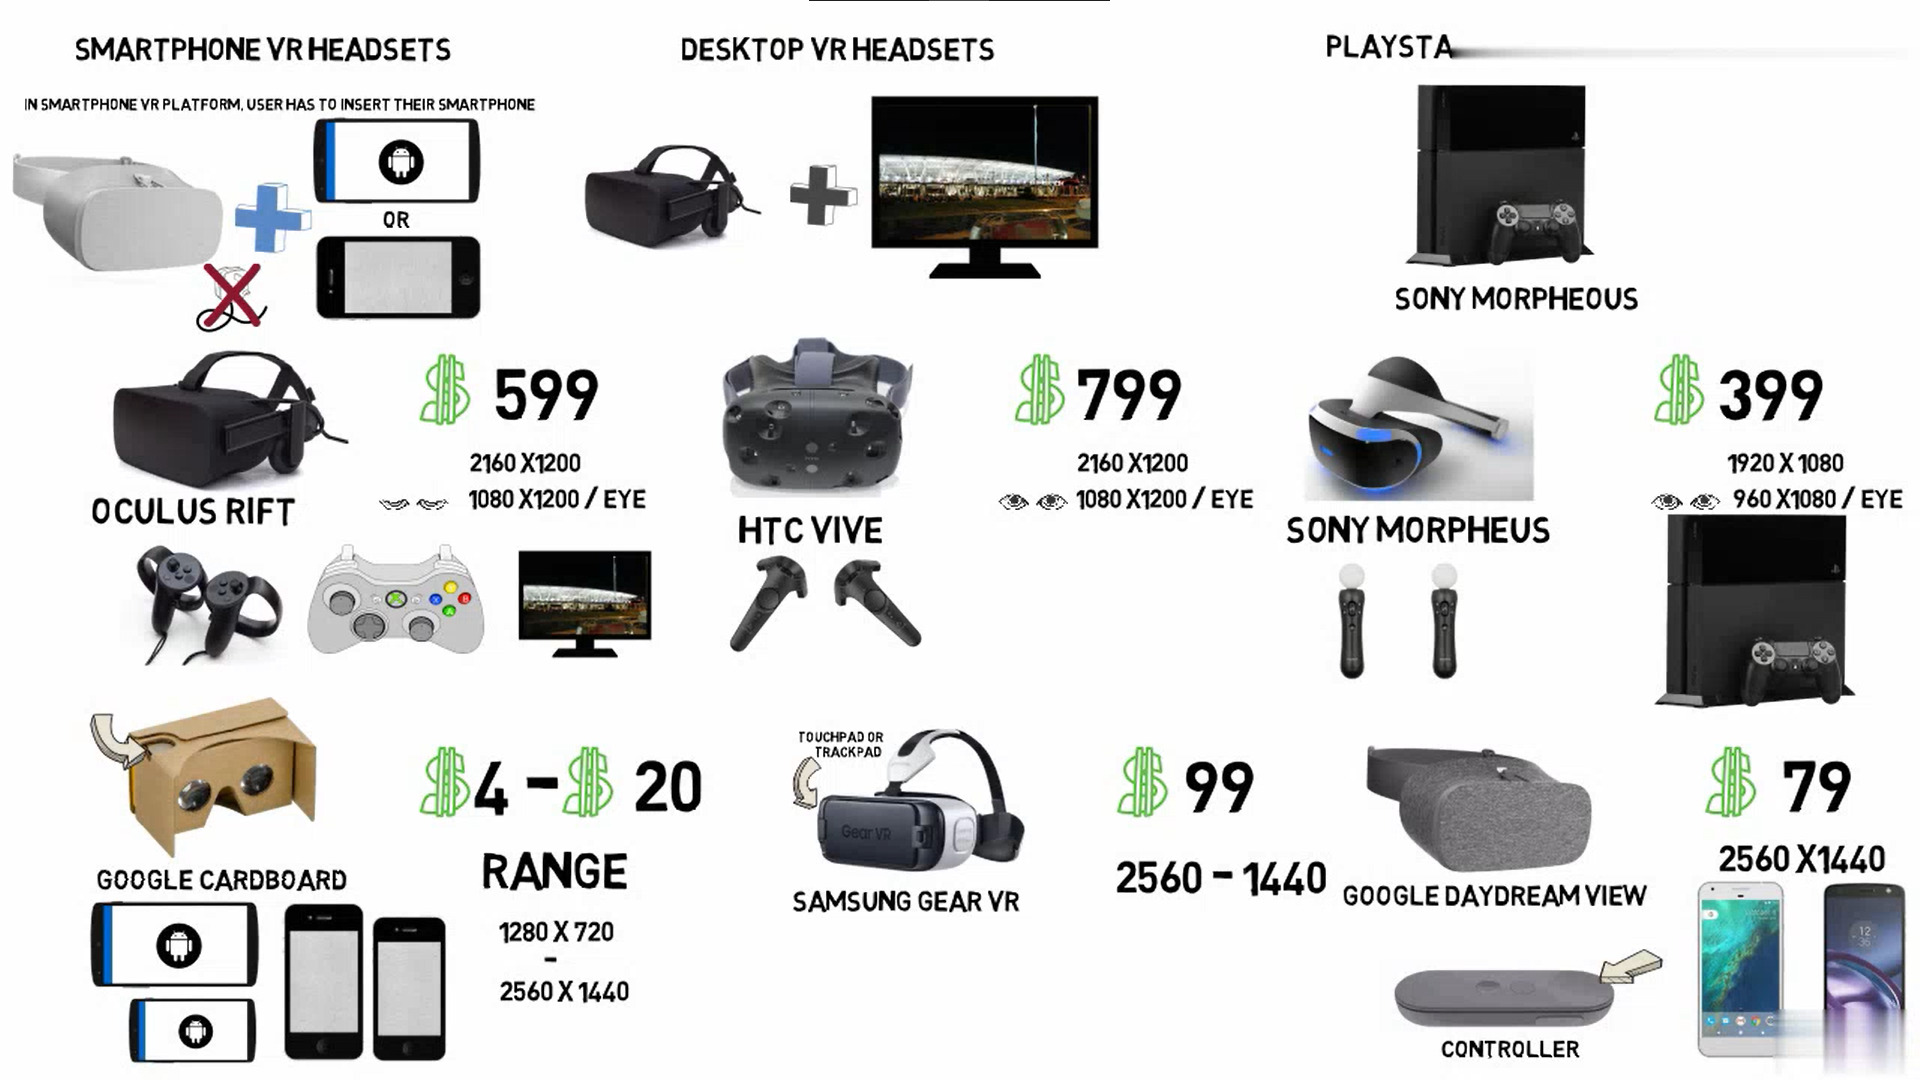 SMARTPHONE VR HEADSETS
DESKTOP VR HEADSETS
PLAYSTA
IN SMARTPHONE VR PLATFORM, USER HAS TO INSERT THEIR SMARTPHONE
OR
SONY MORPHEOUS
599
2160 X1200
1080 X1200 / EYE
OCULUS RIFT
799
2160 X1200
1080 X1200 / EYE
HTC VIVE
399
1920 X 1080
960 X1080 / EYE
SONY MORPHEUS
$4 - $ 20
RANGE
1280 X 720
-
2560 X 1440
GOOGLE CARDBOARD
TOUCHPAD OR
TRACKPAD
Gear VR
$ 99
2560 - 1440
SAMSUNG GEAR VR
$ 79
2560 X1440
GOOGLE DAYDREAM VIEW
CONTROLLER